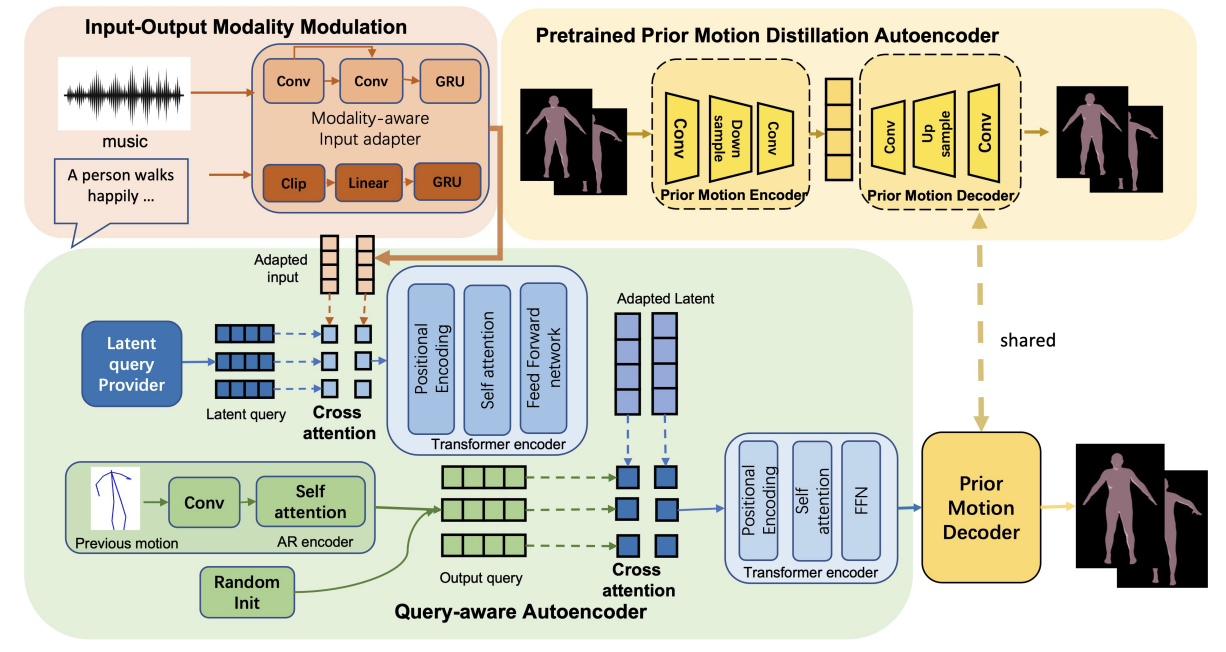 Input-Output Modality Modulation
music
A person walks
happily ...
Conv
Conv
GRU
Modality-aware
Input adapter
Clip
Linear
GRU
Pretrained Prior Motion Distillation Autoencoder
Conv
Down
sample
Conv
Prior Motion Encoder
Conv
Up
sample
Conv
Prior Motion Decoder
shared
Adapted
input
Latent
query
Provider
Latent query
Cross
attention
Positional
Encoding
Self attention
Feed Forward
network
Transformer encoder
Adapted Latent
Previous motion
Conv
Self
attention
AR encoder
Random
Init
Output query
Cross
attention
Positional
Encoding
Self
attention
FFN
Transformer encoder
Prior
Motion
Decoder
Query-aware Autoencoder